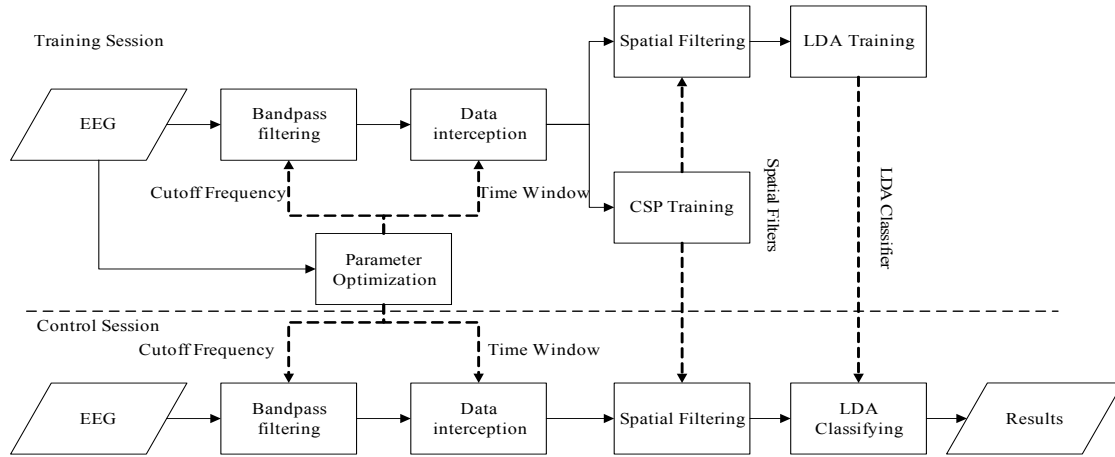 Training Session
Spatial Filtering
LDA Training
EEG
Bandpass
filtering
Data
interception
Cutoff Frequency
Time Window
CSP Training
Spatial Filters
LDA Classifier
Parameter
Optimization
Control Session
Cutoff Frequency
Time Window
EEG
Bandpass
filtering
Data
interception
Spatial Filtering
LDA
Classifying
Results